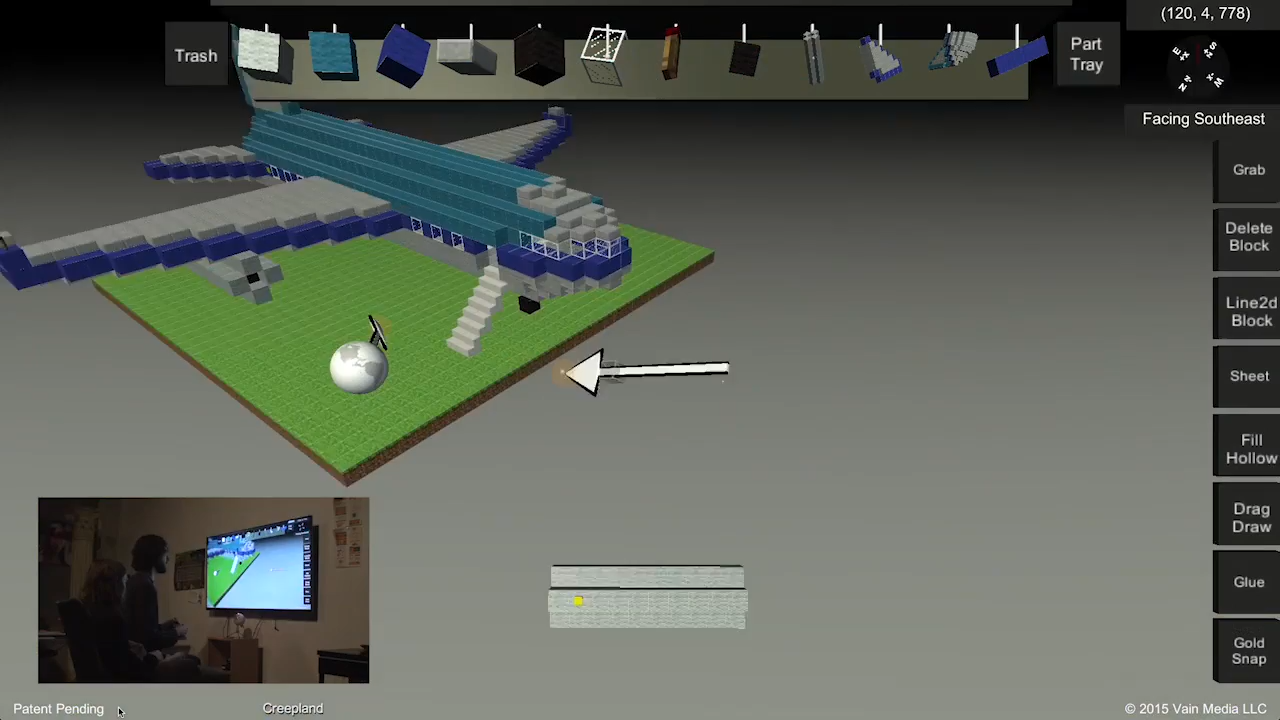 (120, 4, 778)
Trash
Part
Tray
E
S
N
W
Facing Southeast
Grab
Delete
Block
Line2d
Block
Sheet
Fill
Hollow
Drag
Draw
Glue
Gold
Snap
Patent Pending
Creepland
© 2015 Vain Media LLC